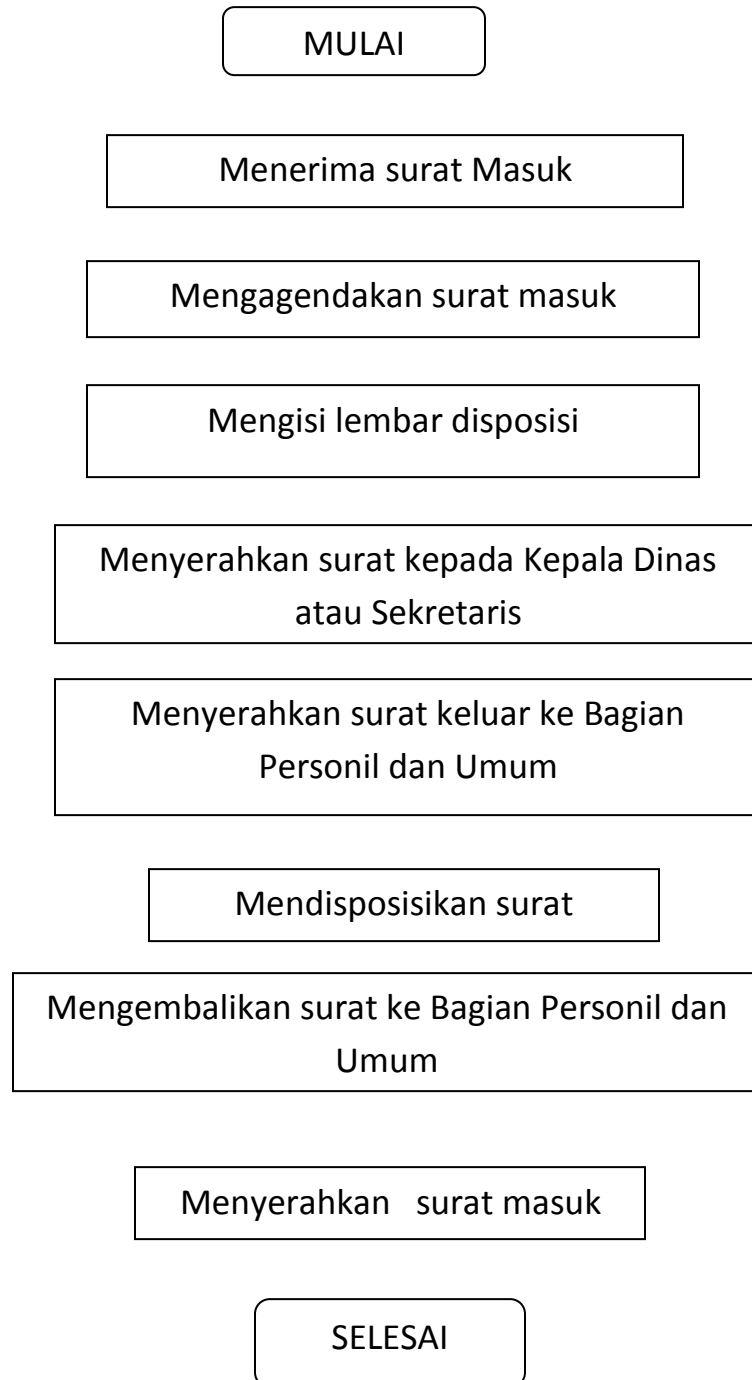 MULAI
Menerima surat Masuk
Mengagendakan surat masuk
Mengisi lembar disposisi
Menyerahkan surat kepada Kepala Dinas
atau Sekretaris
Menyerahkan surat keluar ke Bagian
Personil dan Umum
Mendisposisikan surat
Mengembalikan surat ke Bagian Personil dan
Umum
Menyerahkan surat masuk
SELESAI